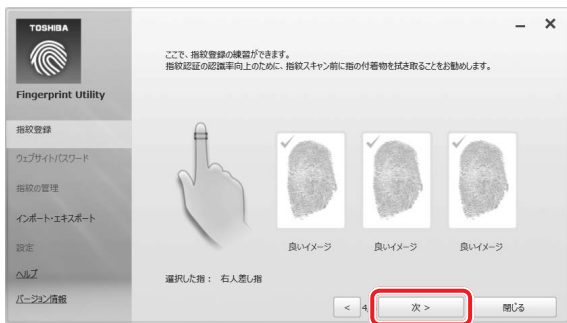 TOSHIBA
Fingerprint Utility
指紋登録
ウェブサイトパスワード
指紋の管理
インポート・エキスポート
設定
ヘルプ
バージョン情報
ここで、指紋登録の練習ができます。
指紋認証の認識率向上のために、指紋スキャン前に指の付着物を拭き取ることをお勧めします。
良いイメージ 良いイメージ 良いイメージ
選択した指： 右人差し指
< 4 次 > 閉じる